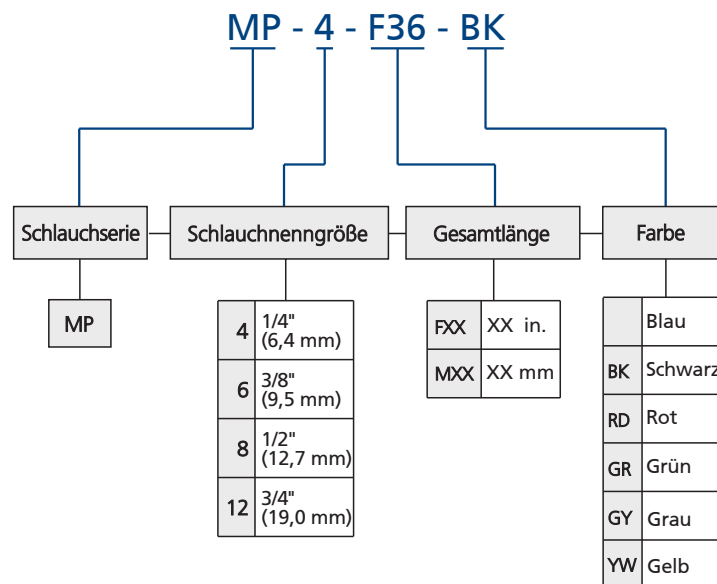 MP - 4 - F36 - BK
Schlauchserie
Schlauchnenngröße
Gesamtlänge
Farbe
MP
4 1/4"
(6,4 mm)
6 3/8"
(9,5 mm)
8 1/2"
(12,7 mm)
12 3/4"
(19,0 mm)
FXX XX in.
MXX XX mm
Blau
BK Schwarz
RD Rot
GR Grün
GY Grau
YW Gelb